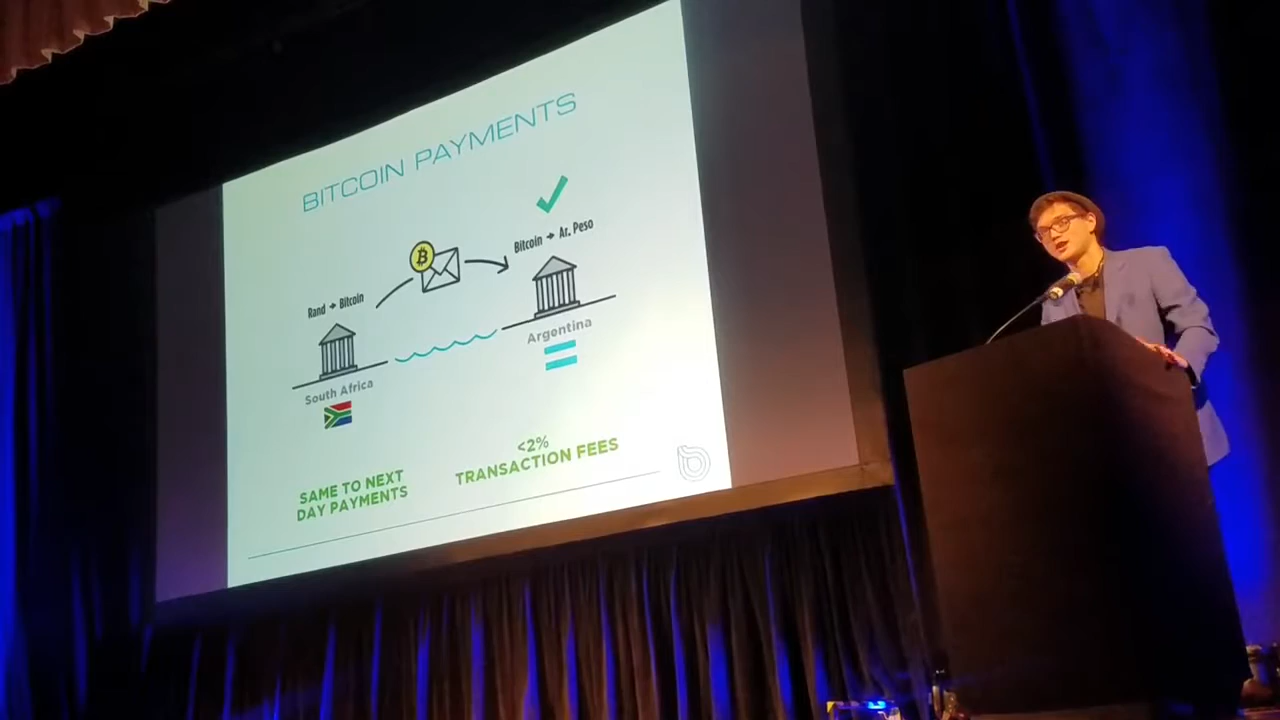 BITCOIN PAYMENTS
Bitcoin → Ar. Peso
Rand → Bitcoin
Argentina
South Africa
<2%
TRANSACTION FEES
SAME TO NEXT
DAY PAYMENTS